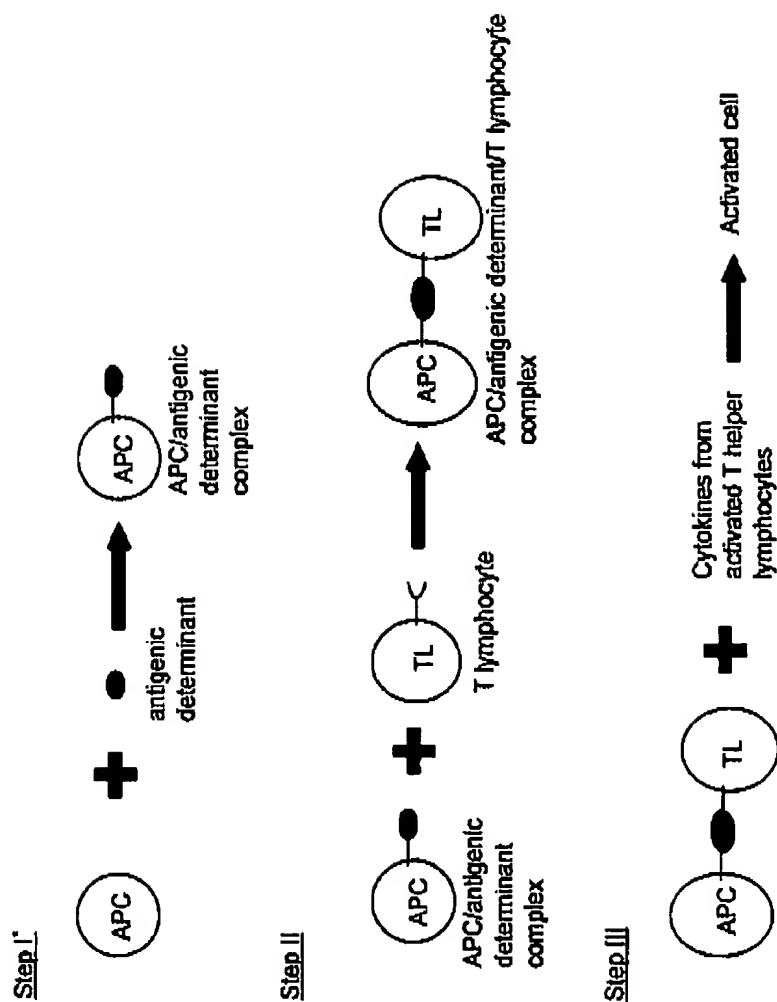 Step I*
APC
antigenic
determinant
APC
APC/antigenic
determinant
complex
Step II
APC
APC/antigenic
determinant
complex
TL
T lymphocyte
APC
TL
APC/antigenic determinant/T lymphocyte
complex
Step III
APC
TL
Cytokines from
activated T helper
lymphocytes
Activated cell